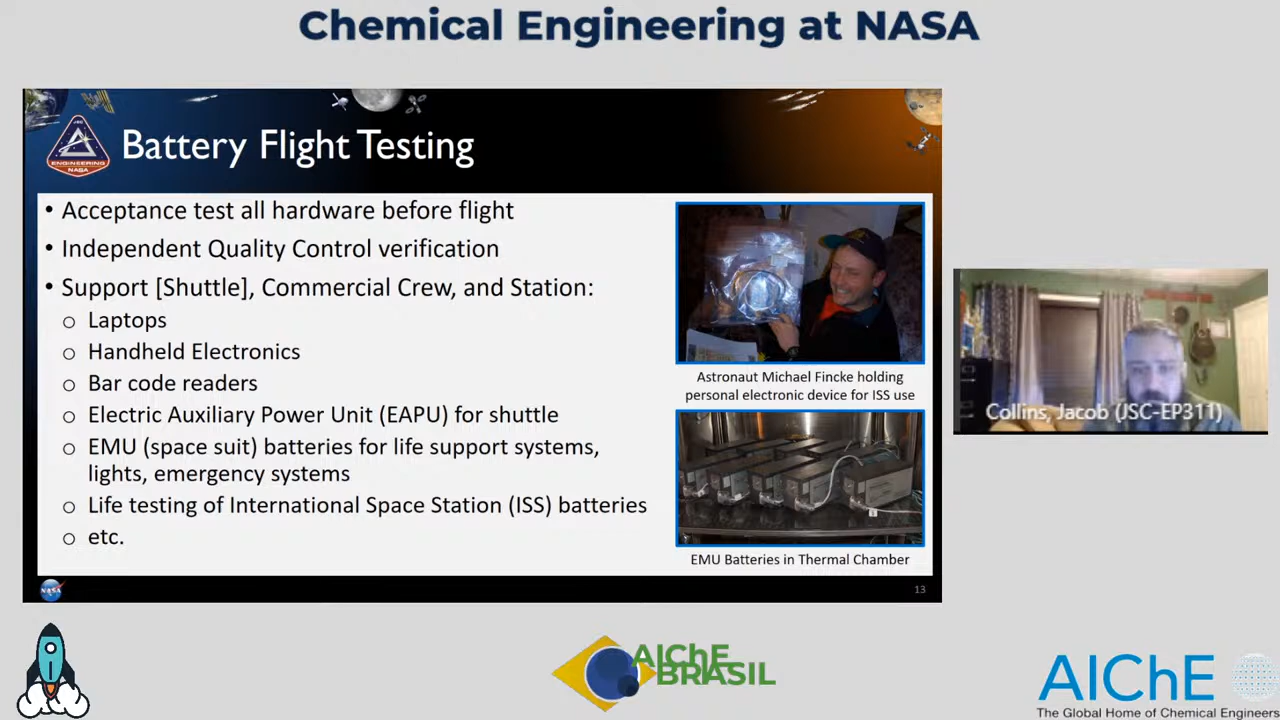 Chemical Engineering at NASA
ENGINEERING
NASA
Battery Flight Testing
• Acceptance test all hardware before flight
• Independent Quality Control verification
• Support [Shuttle], Commercial Crew, and Station:
o Laptops
o Handheld Electronics
o Bar code readers
o Electric Auxiliary Power Unit (EAPU) for shuttle
o EMU (space suit) batteries for life support systems,
lights, emergency systems
o Life testing of International Space Station (ISS) batteries
o etc.
Astronaut Michael Fincke holding
personal electronic device for ISS use
EMU Batteries in Thermal Chamber
NASA
13
Collins, Jacob (JSC-EP311)
AIChE
BRASIL
AIChE
The Global Home of Chemical Engineers